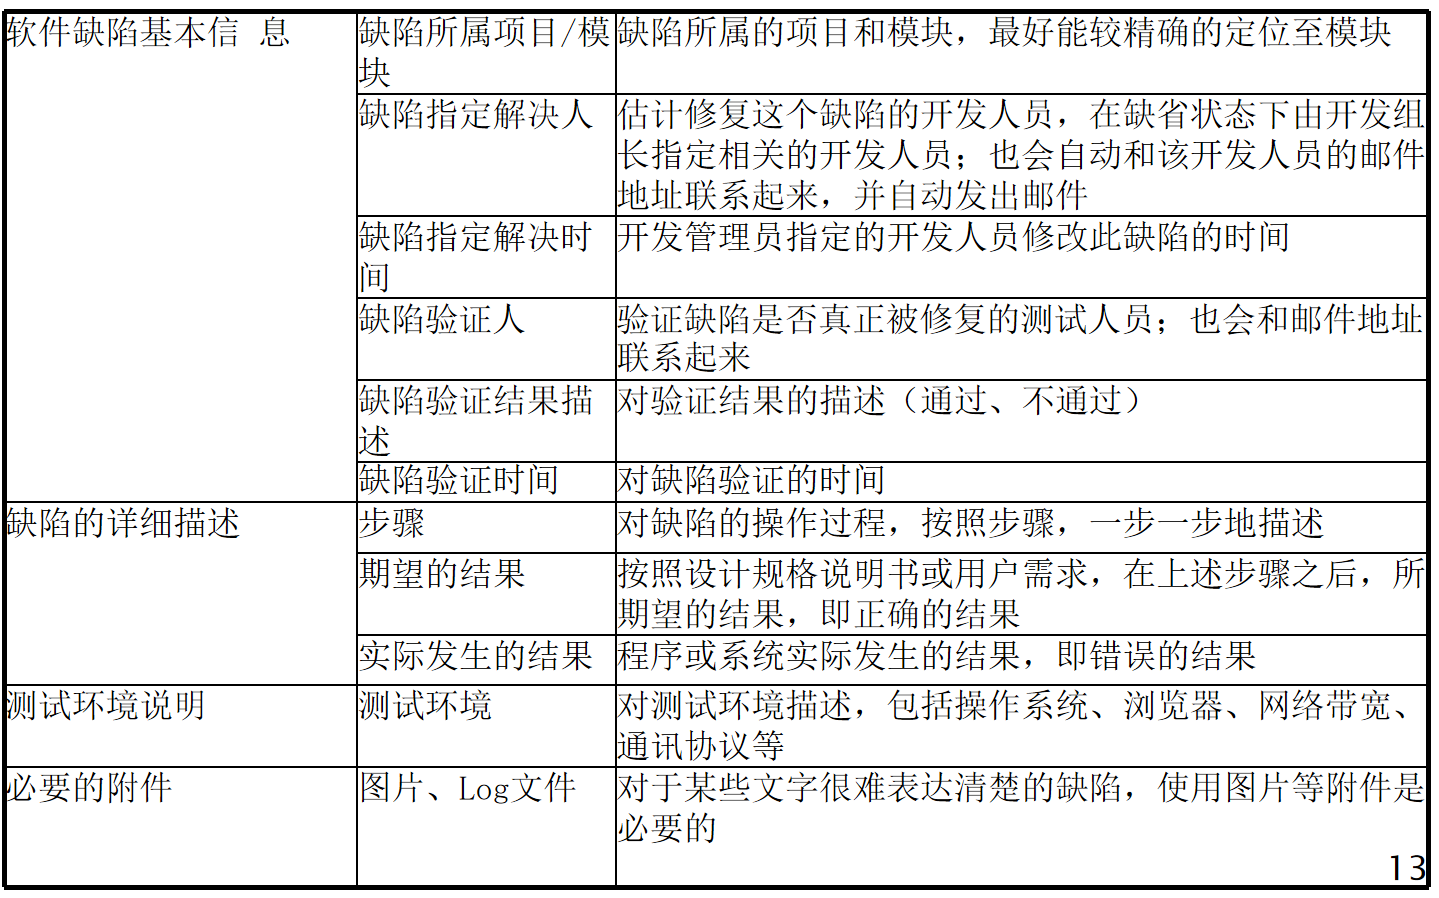 软件缺陷基本信 息
缺陷所属项目/模
块
缺陷所属的项目和模块，最好能较精确的定位至模块
缺陷指定解决人
估计修复这个缺陷的开发人员，在缺省状态下由开发组
长指定相关的开发人员；也会自动和该开发人员的邮件
地址联系起来，并自动发出邮件
缺陷指定解决时
间
开发管理员指定的开发人员修改此缺陷的时间
缺陷验证人
验证缺陷是否真正被修复的测试人员；也会和邮件地址
联系起来
缺陷验证结果描
述
对验证结果的描述（通过、不通过）
缺陷验证时间
对缺陷验证的时间
缺陷的详细描述
步骤
对缺陷的操作过程，按照步骤，一步一步地描述
期望的结果
按照设计规格说明书或用户需求，在上述步骤之后，所
期望的结果，即正确的结果
实际发生的结果
程序或系统实际发生的结果，即错误的结果
测试环境说明
测试环境
对测试环境描述，包括操作系统、浏览器、网络带宽、
通讯协议等
必要的附件
图片、Log文件
对于某些文字很难表达清楚的缺陷，使用图片等附件是
必要的
13